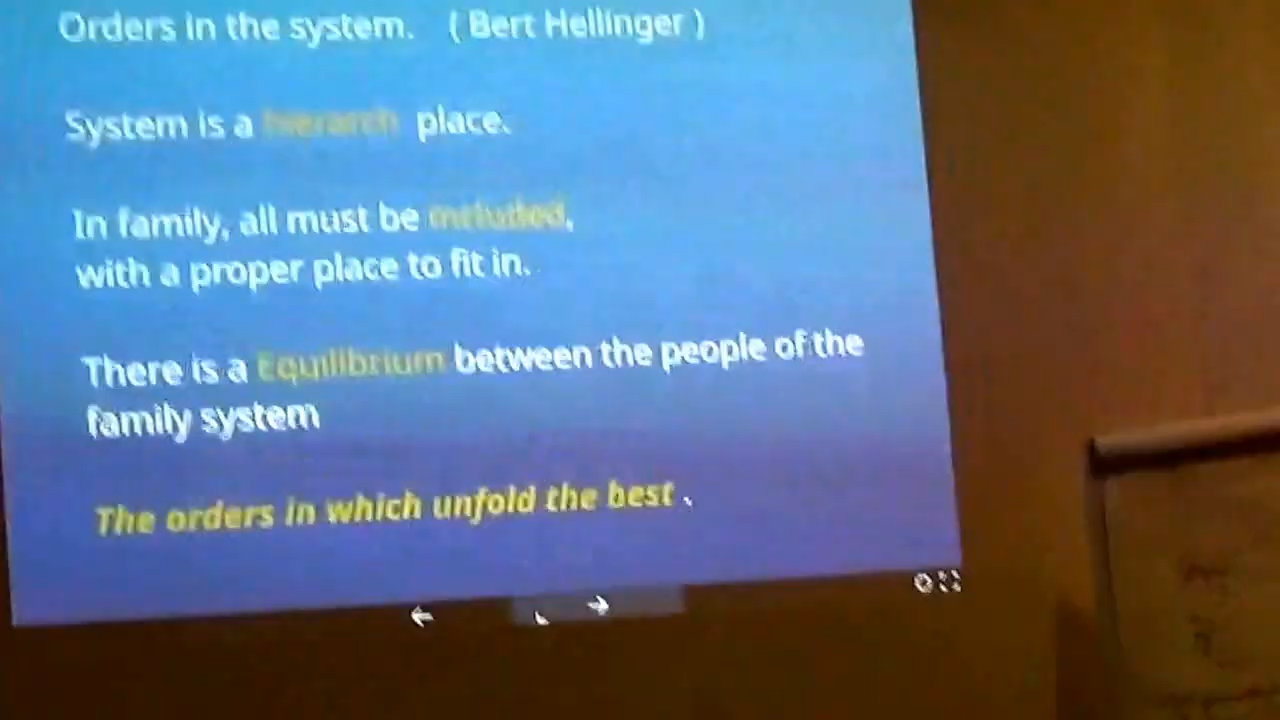 Orders in the system. ( Bert Hellinger )
System is a hierarch place.
In family, all must be included,
with a proper place to fit in.
There is a Equilibrium between the people of the
family system
The orders in which unfold the best .